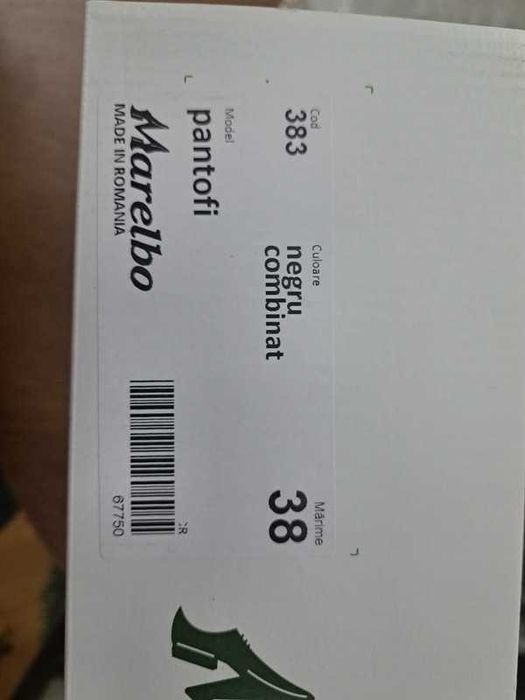 Cod
383
Culoare
negru
combinat
Mărime
38
Model
pantofi
Marelbo
MADE IN ROMANIA
:R
67750